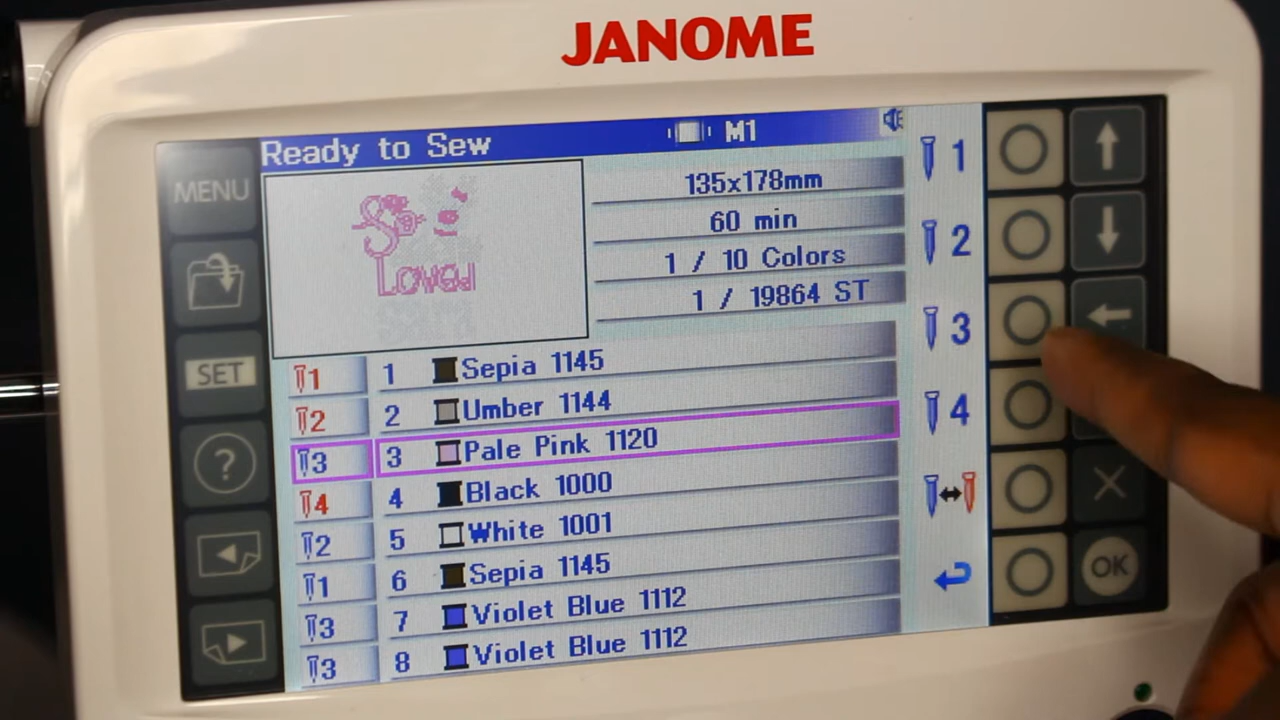 JANOME
MENU
SET
?
Ready to Sew M1
So
Loved
135x178mm
60 min
1 / 10 Colors
1 / 19864 ST
1 1 Sepia 1145
2 2 Umber 1144
3 3 Pale Pink 1120
4 4 Black 1000
2 5 White 1001
1 6 Sepia 1145
3 7 Violet Blue 1112
3 8 Violet Blue 1112
1
2
3
4
OK